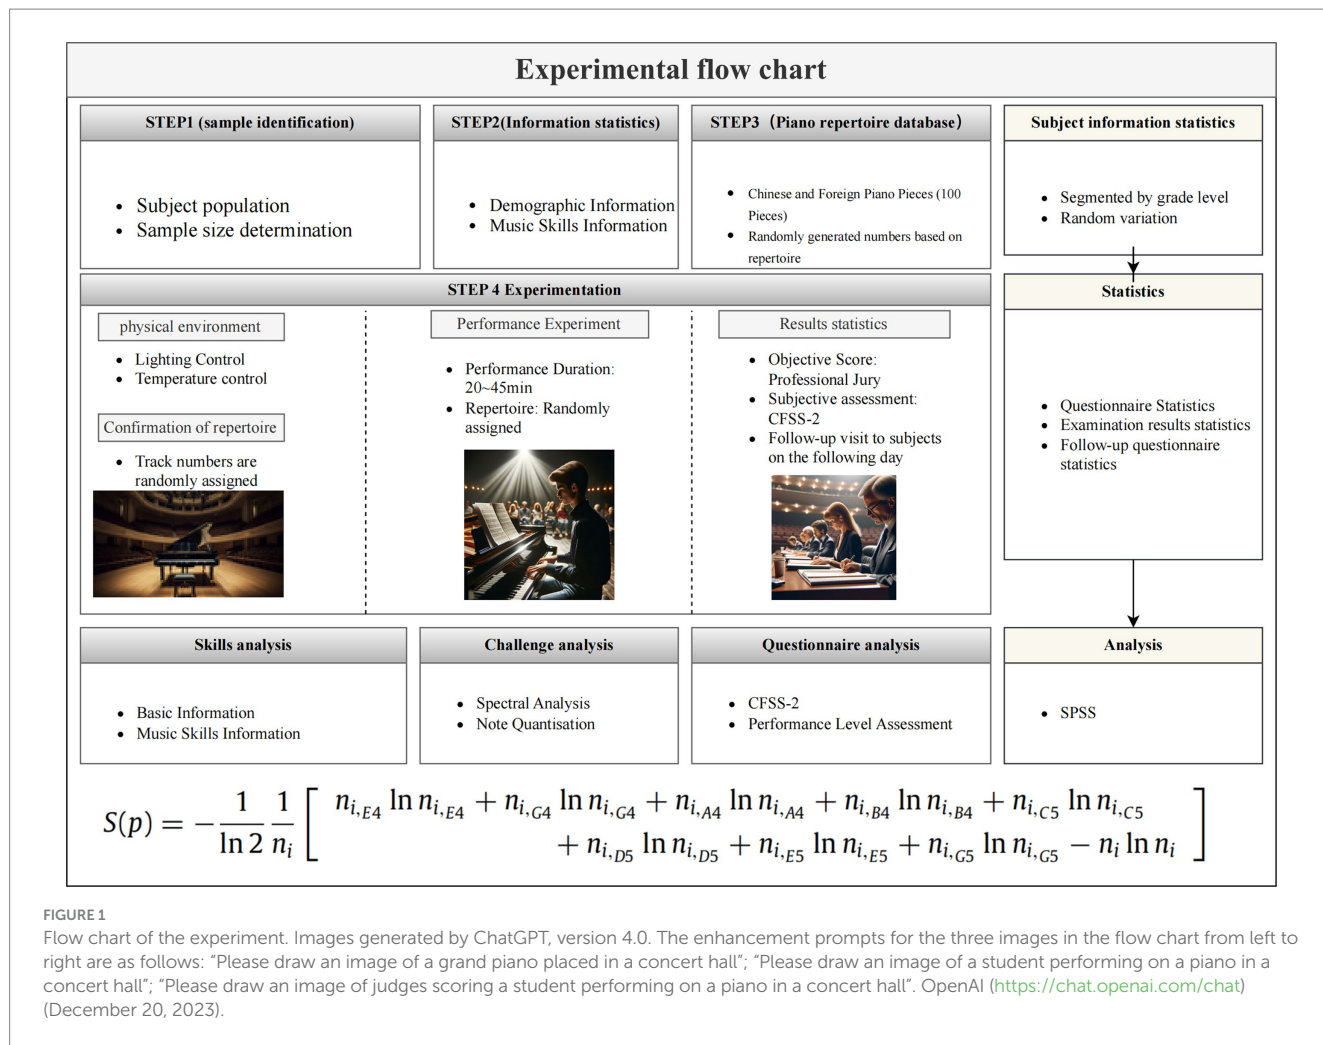 Experimental flow chart
STEP1 (sample identification)
• Subject population
• Sample size determination
STEP2(Information statistics)
• Demographic Information
• Music Skills Information
STEP3（Piano repertoire database）
• Chinese and Foreign Piano Pieces (100
Pieces)
• Randomly generated numbers based on
repertoire
Subject information statistics
• Segmented by grade level
• Random variation
STEP 4 Experimentation
physical environment
• Lighting Control
• Temperature control
Confirmation of repertoire
• Track numbers are
randomly assigned
Performance Experiment
• Performance Duration:
20~45min
• Repertoire: Randomly
assigned
Results statistics
• Objective Score:
Professional Jury
• Subjective assessment:
CFSS-2
• Follow-up visit to subjects
on the following day
Statistics
• Questionnaire Statistics
• Examination results statistics
• Follow-up questionnaire
statistics
Skills analysis
• Basic Information
• Music Skills Information
Challenge analysis
• Spectral Analysis
• Note Quantisation
Questionnaire analysis
• CFSS-2
• Performance Level Assessment
Analysis
• SPSS
S(p) = − 1/ln 2 1/n_i [ n_{i,E4} ln n_{i,E4} + n_{i,G4} ln n_{i,G4} + n_{i,A4} ln n_{i,A4} + n_{i,B4} ln n_{i,B4} + n_{i,C5} ln n_{i,C5}
+ n_{i,D5} ln n_{i,D5} + n_{i,E5} ln n_{i,E5} + n_{i,G5} ln n_{i,G5} − n_i ln n_i ]
FIGURE 1
Flow chart of the experiment. Images generated by ChatGPT, version 4.0. The enhancement prompts for the three images in the flow chart from left to
right are as follows: “Please draw an image of a grand piano placed in a concert hall”; “Please draw an image of a student performing on a piano in a
concert hall”; “Please draw an image of judges scoring a student performing on a piano in a concert hall”. OpenAI (https://chat.openai.com/chat)
(December 20, 2023).